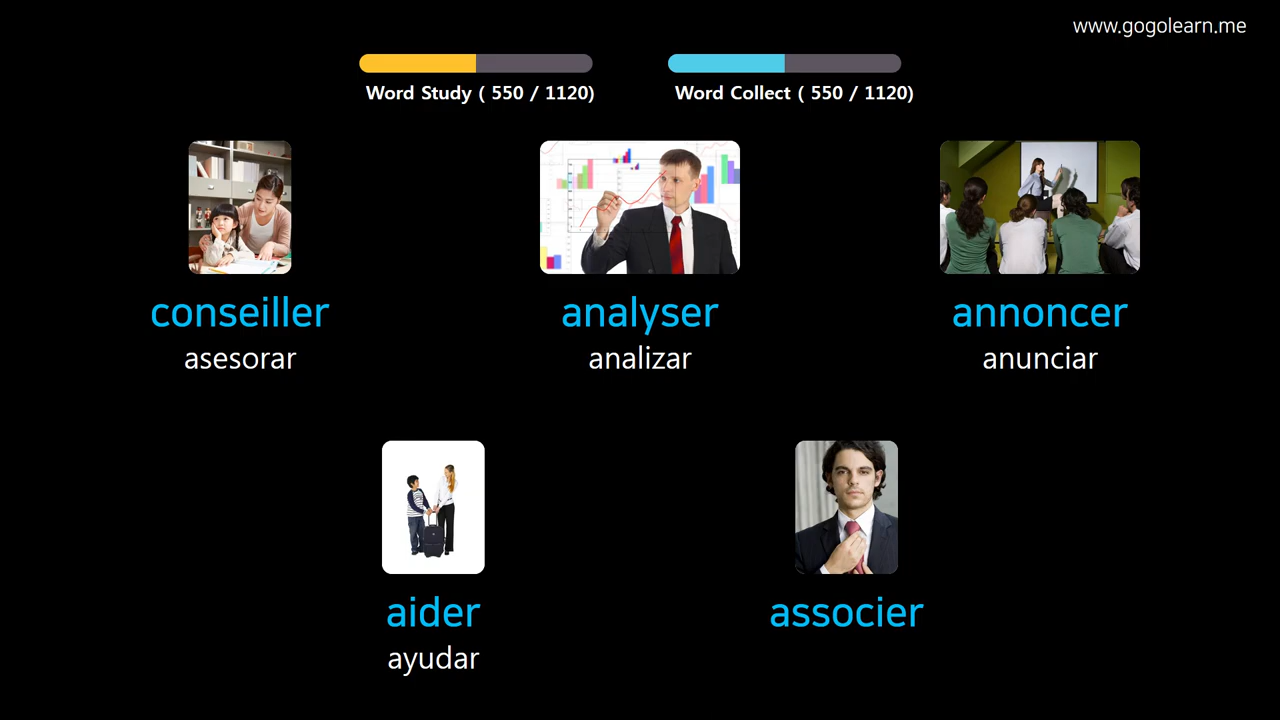 www.gogolearn.me
Word Study ( 550 / 1120)
Word Collect ( 550 / 1120)
conseiller
asesorar
analyser
analizar
annoncer
anunciar
aider
ayudar
associer